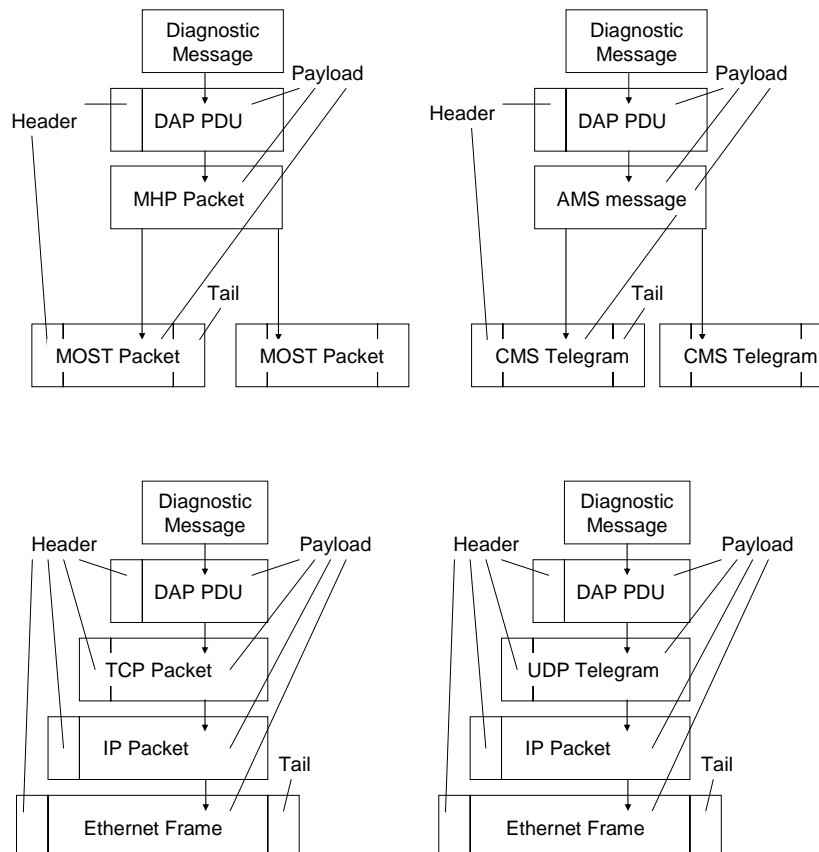 Diagnostic
Message
Payload
Header
DAP PDU
MHP Packet
Tail
MOST Packet
MOST Packet
Diagnostic
Message
Payload
Header
DAP PDU
AMS message
Tail
CMS Telegram
CMS Telegram
Diagnostic
Message
Header
Payload
DAP PDU
TCP Packet
IP Packet
Tail
Ethernet Frame
Diagnostic
Message
Header
Payload
DAP PDU
UDP Telegram
IP Packet
Tail
Ethernet Frame